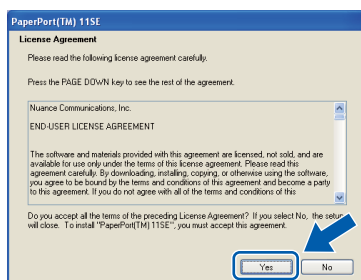 PaperPort(TM) 11SE
License Agreement
Please read the following license agreement carefully.
Press the PAGE DOWN key to see the rest of the agreement.
Nuance Communications, Inc.
END-USER LICENSE AGREEMENT
The software and materials provided with this agreement are licensed, not sold, and are
available for use only under the terms of this license agreement. Please read this
agreement carefully. By downloading, installing, copying, or otherwise using the software,
you agree to be bound by the terms and conditions of this agreement and become a party
to this agreement. If you do not agree with all of the terms and conditions of this
Do you accept all the terms of the preceding License Agreement? If you select No, the setup
will close. To install "PaperPort(TM) 11SE", you must accept this agreement.
Yes No